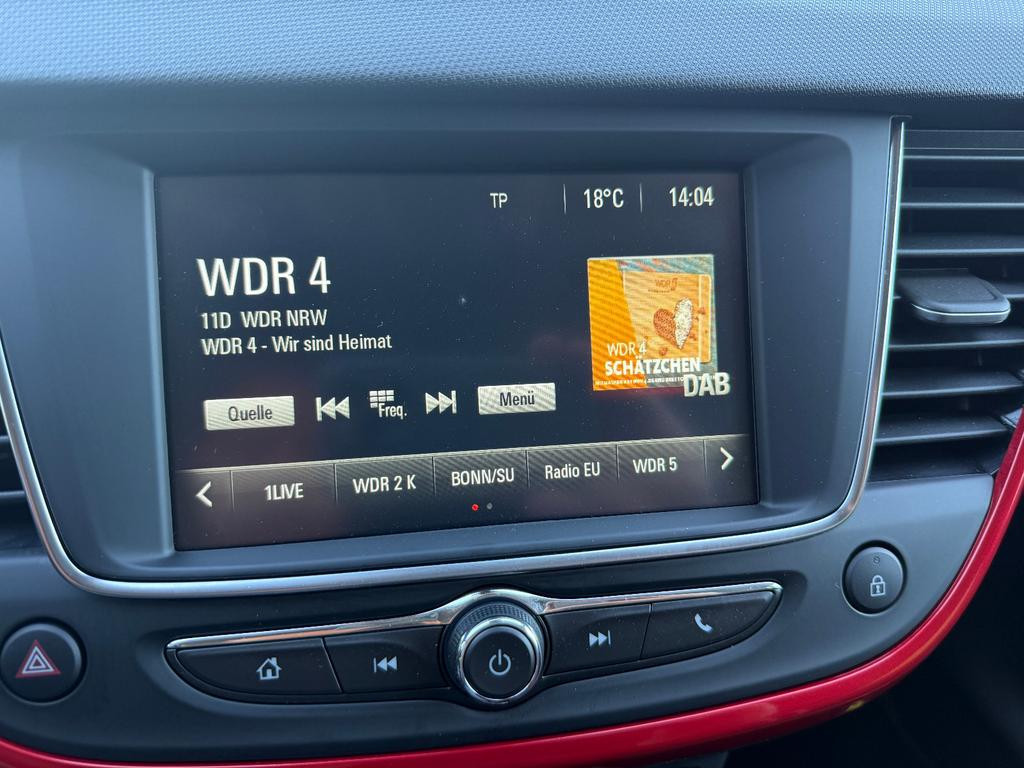 TP 18°C 14:04
WDR 4
11D WDR NRW
WDR 4 - Wir sind Heimat
WDR 4
SCHÄTZCHEN
DAB
Quelle Freq. Menü
1LIVE WDR 2 K BONN/SU Radio EU WDR 5